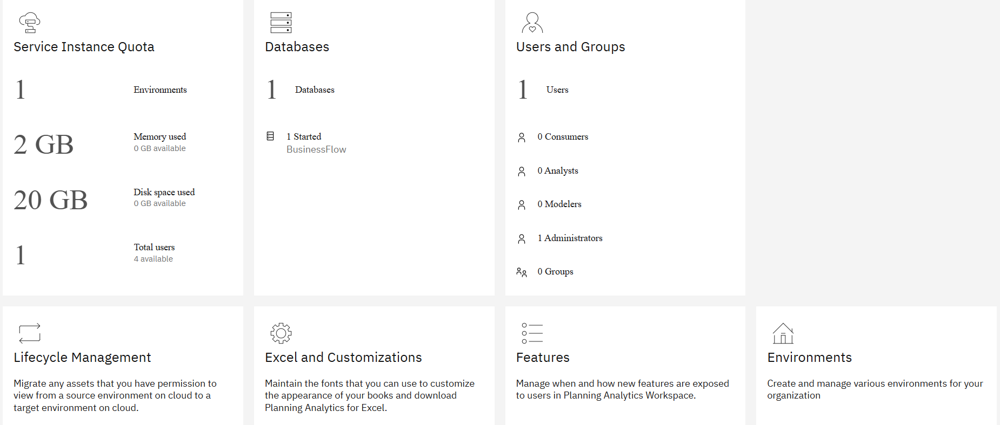 Service Instance Quota
1
Environments
2 GB
Memory used
0 GB available
20 GB
Disk space used
0 GB available
1
Total users
4 available
Databases
1
Databases
1 Started
BusinessFlow
Users and Groups
1
Users
0 Consumers
0 Analysts
0 Modelers
1 Administrators
0 Groups
Lifecycle Management
Migrate any assets that you have permission to
view from a source environment on cloud to a
target environment on cloud.
Excel and Customizations
Maintain the fonts that you can use to customize
the appearance of your books and download
Planning Analytics for Excel.
Features
Manage when and how new features are exposed
to users in Planning Analytics Workspace.
Environments
Create and manage various environments for your
organization